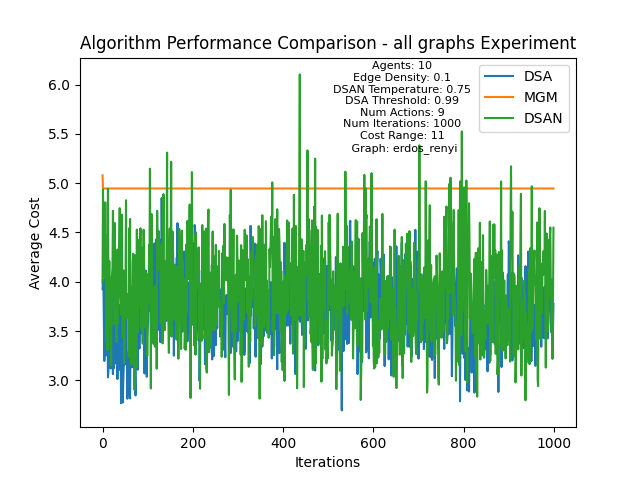 Algorithm Performance Comparison - all graphs Experiment
Agents: 10
Edge Density: 0.1
DSAN Temperature: 0.75
DSA Threshold: 0.99
Num Actions: 9
Num Iterations: 1000
Cost Range: 11
Graph: erdos_renyi
DSA
MGM
DSAN
Average Cost
6.0
5.5
5.0
4.5
4.0
3.5
3.0
0
200
400
600
800
1000
Iterations